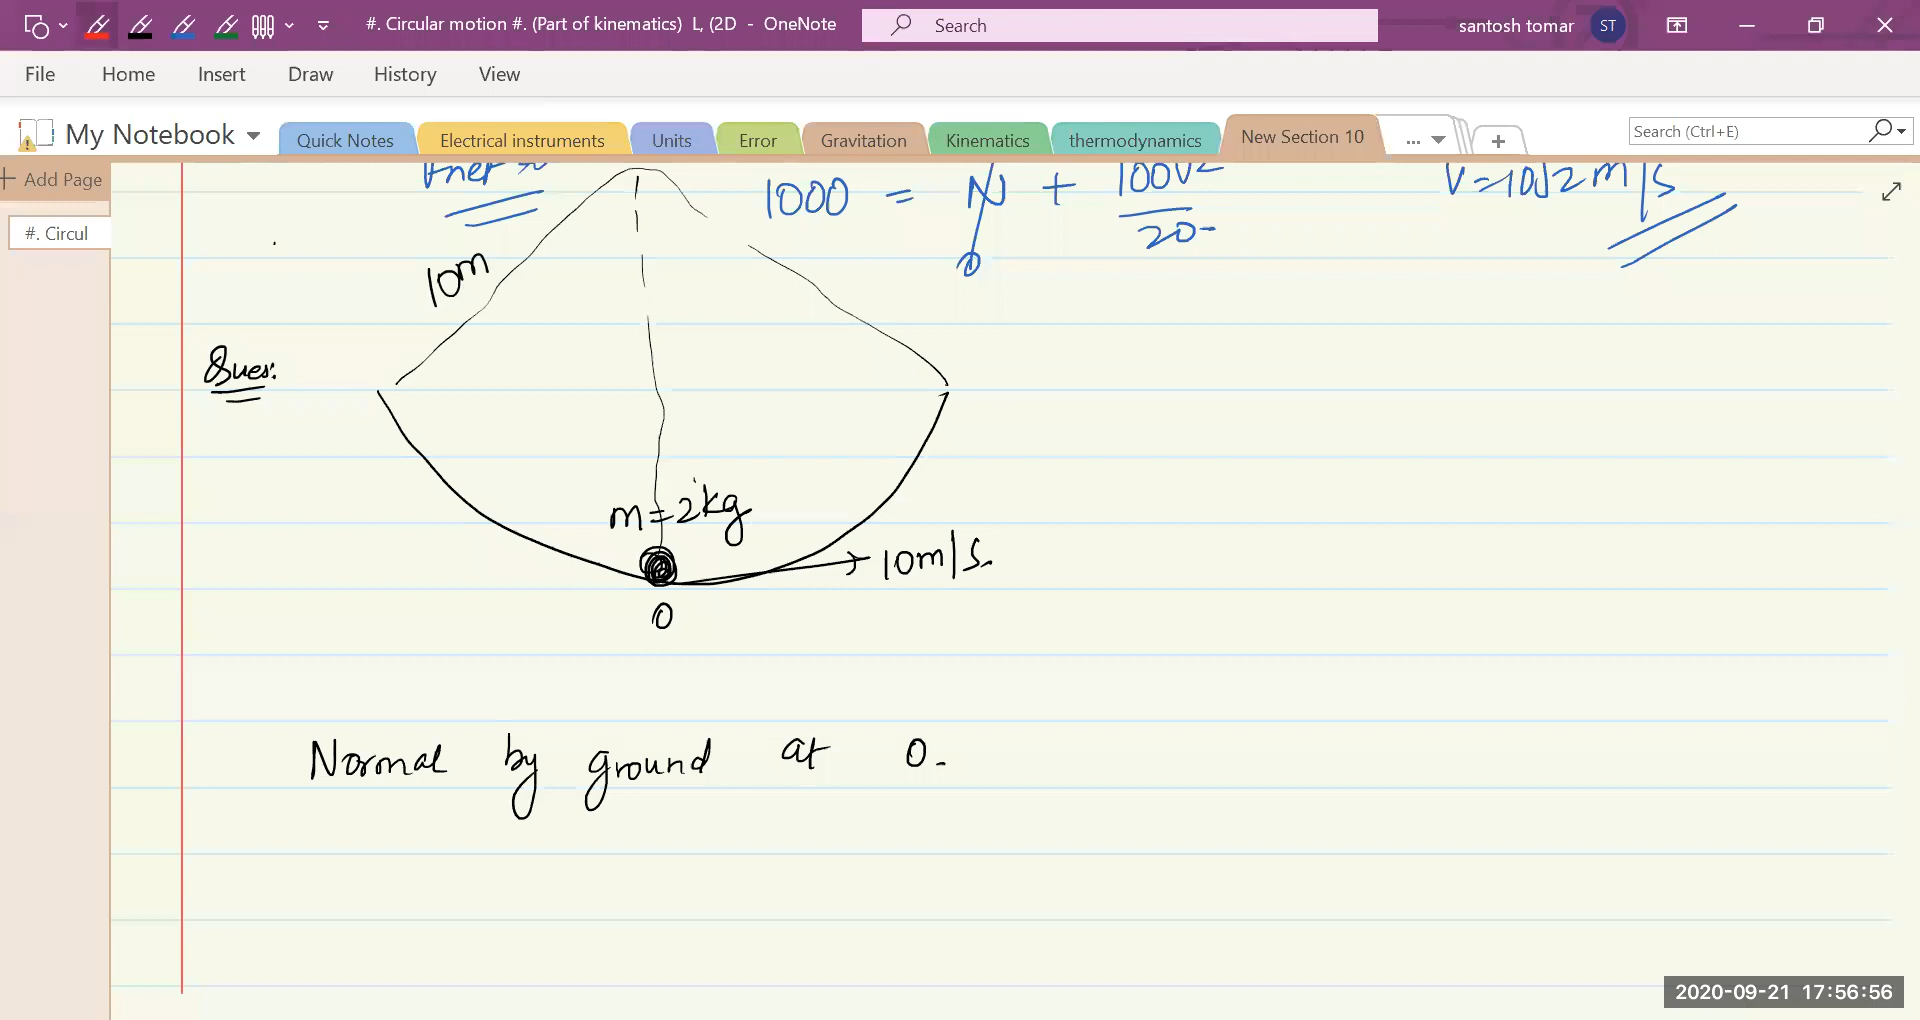 #. Circular motion #. (Part of kinematics) L, (2D - OneNote
Search
santosh tomar ST
File Home Insert Draw History View
My Notebook
Quick Notes Electrical instruments Units Error Gravitation Kinematics thermodynamics New Section 10 ... +
Search (Ctrl+E)
+ Add Page
#. Circul
1000 = N + 100v2 / 20
0
V=10√2 m/s
10m
Ques:
m=2kg
10m/s.
O
Normal by ground at O.
2020-09-21 17:56:56